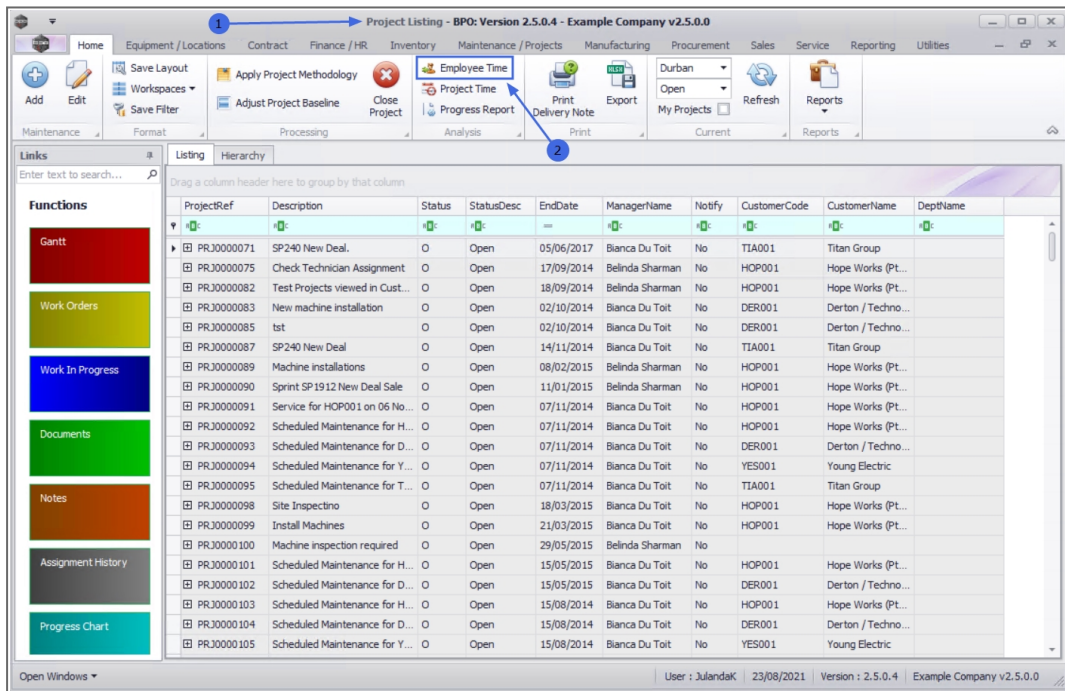 1
Project Listing - BPO: Version 2.5.0.4 - Example Company v2.5.0.0
Home Equipment / Locations Contract Finance / HR Inventory Maintenance / Projects Manufacturing Procurement Sales Service Reporting Utilities
Add
Edit
Maintenance
Save Layout
Workspaces
Save Filter
Format
Apply Project Methodology
Adjust Project Baseline
Close Project
Processing
Employee Time
Project Time
Progress Report
Analysis
2
Print Delivery Note
Export
Print
Durban
Open
My Projects
Refresh
Current
Reports
Reports
Links
Enter text to search...
Functions
Gantt
Work Orders
Work In Progress
Documents
Notes
Assignment History
Progress Chart
Listing Hierarchy
Drag a column header here to group by that column
ProjectRef Description Status StatusDesc EndDate ManagerName Notify CustomerCode CustomerName DeptName
PRJ0000071 SP240 New Deal. O Open 05/06/2017 Bianca Du Toit No TIA001 Titan Group
PRJ0000075 Check Technician Assignment O Open 17/09/2014 Belinda Sharman No HOP001 Hope Works (Pt...
PRJ0000082 Test Projects viewed in Cust... O Open 18/09/2014 Belinda Sharman No HOP001 Hope Works (Pt...
PRJ0000083 New machine installation O Open 02/10/2014 Bianca Du Toit No DER001 Derton / Techno...
PRJ0000085 tst O Open 02/10/2014 Bianca Du Toit No DER001 Derton / Techno...
PRJ0000087 SP240 New Deal O Open 14/11/2014 Bianca Du Toit No TIA001 Titan Group
PRJ0000089 Machine installations O Open 08/02/2015 Belinda Sharman No HOP001 Hope Works (Pt...
PRJ0000090 Sprint SP1912 New Deal Sale O Open 11/01/2015 Belinda Sharman No HOP001 Hope Works (Pt...
PRJ0000091 Service for HOP001 on 06 No... O Open 07/11/2014 Bianca Du Toit No HOP001 Hope Works (Pt...
PRJ0000092 Scheduled Maintenance for H... O Open 07/11/2014 Bianca Du Toit No HOP001 Hope Works (Pt...
PRJ0000093 Scheduled Maintenance for D... O Open 07/11/2014 Bianca Du Toit No DER001 Derton / Techno...
PRJ0000094 Scheduled Maintenance for Y... O Open 07/11/2014 Bianca Du Toit No YES001 Young Electric
PRJ0000095 Scheduled Maintenance for T... O Open 07/11/2014 Bianca Du Toit No TIA001 Titan Group
PRJ0000098 Site Inspectino O Open 18/03/2015 Bianca Du Toit No HOP001 Hope Works (Pt...
PRJ0000099 Install Machines O Open 21/03/2015 Bianca Du Toit No HOP001 Hope Works (Pt...
PRJ0000100 Machine inspection required O Open 29/05/2015 Belinda Sharman No
PRJ0000101 Scheduled Maintenance for H... O Open 15/05/2015 Bianca Du Toit No HOP001 Hope Works (Pt...
PRJ0000102 Scheduled Maintenance for D... O Open 15/05/2015 Bianca Du Toit No DER001 Derton / Techno...
PRJ0000103 Scheduled Maintenance for H... O Open 15/08/2014 Bianca Du Toit No HOP001 Hope Works (Pt...
PRJ0000104 Scheduled Maintenance for D... O Open 15/08/2014 Bianca Du Toit No DER001 Derton / Techno...
PRJ0000105 Scheduled Maintenance for Y... O Open 15/08/2014 Bianca Du Toit No YES001 Young Electric
Open Windows User : JulandaK 23/08/2021 Version : 2.5.0.4 Example Company v2.5.0.0